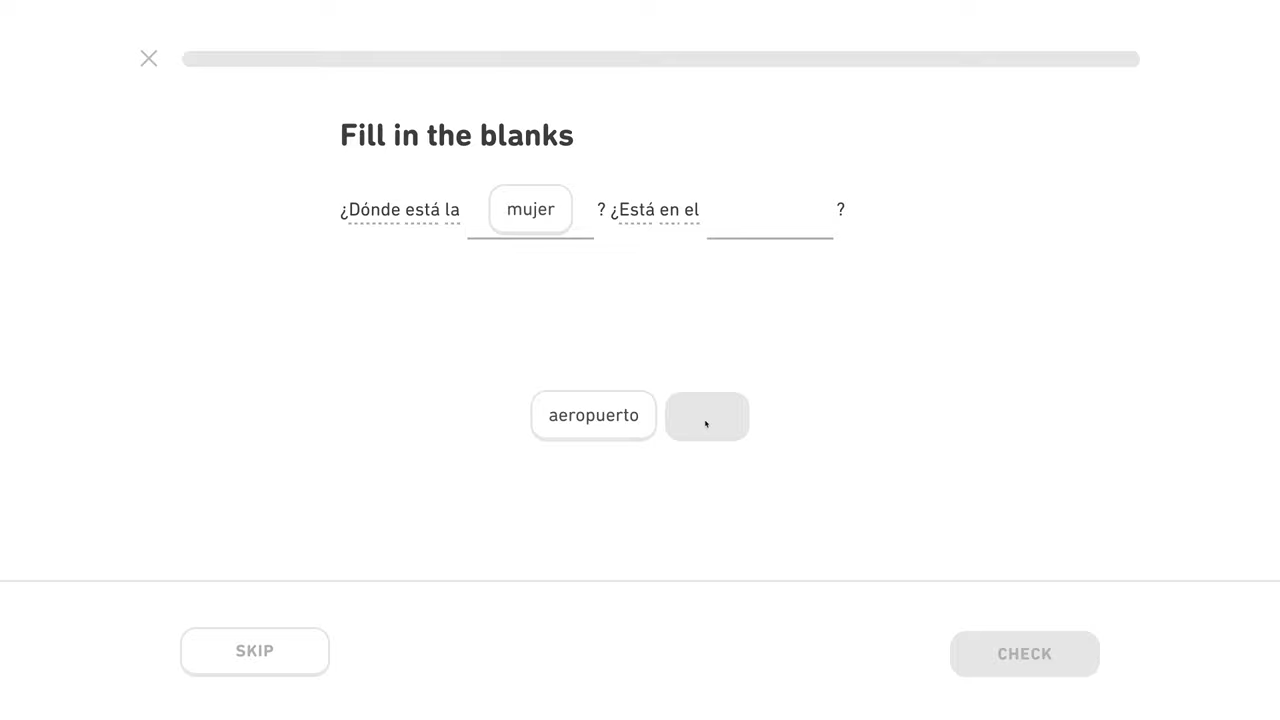 Fill in the blanks
¿Dónde está la mujer ? ¿Está en el ?
aeropuerto
SKIP
CHECK